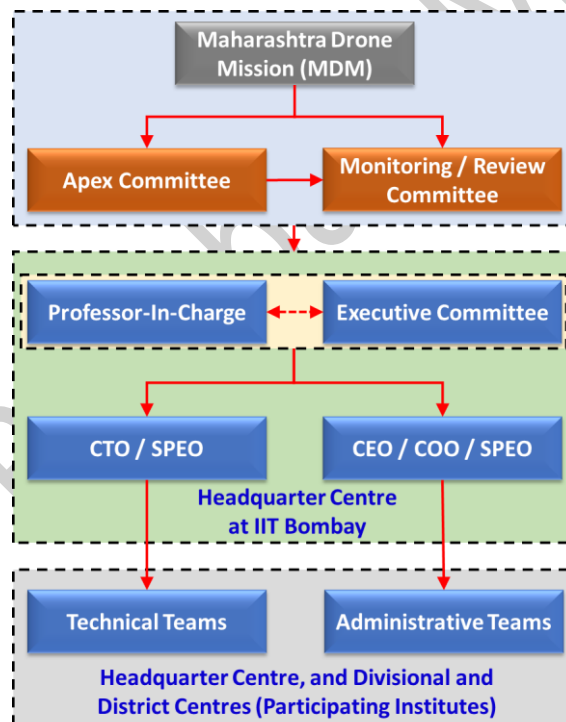 Maharashtra Drone
Mission (MDM)
Apex Committee
Monitoring / Review
Committee
Professor-In-Charge
Executive Committee
CTO / SPEO
CEO / COO / SPEO
Headquarter Centre
at IIT Bombay
Technical Teams
Administrative Teams
Headquarter Centre, and Divisional and
District Centres (Participating Institutes)